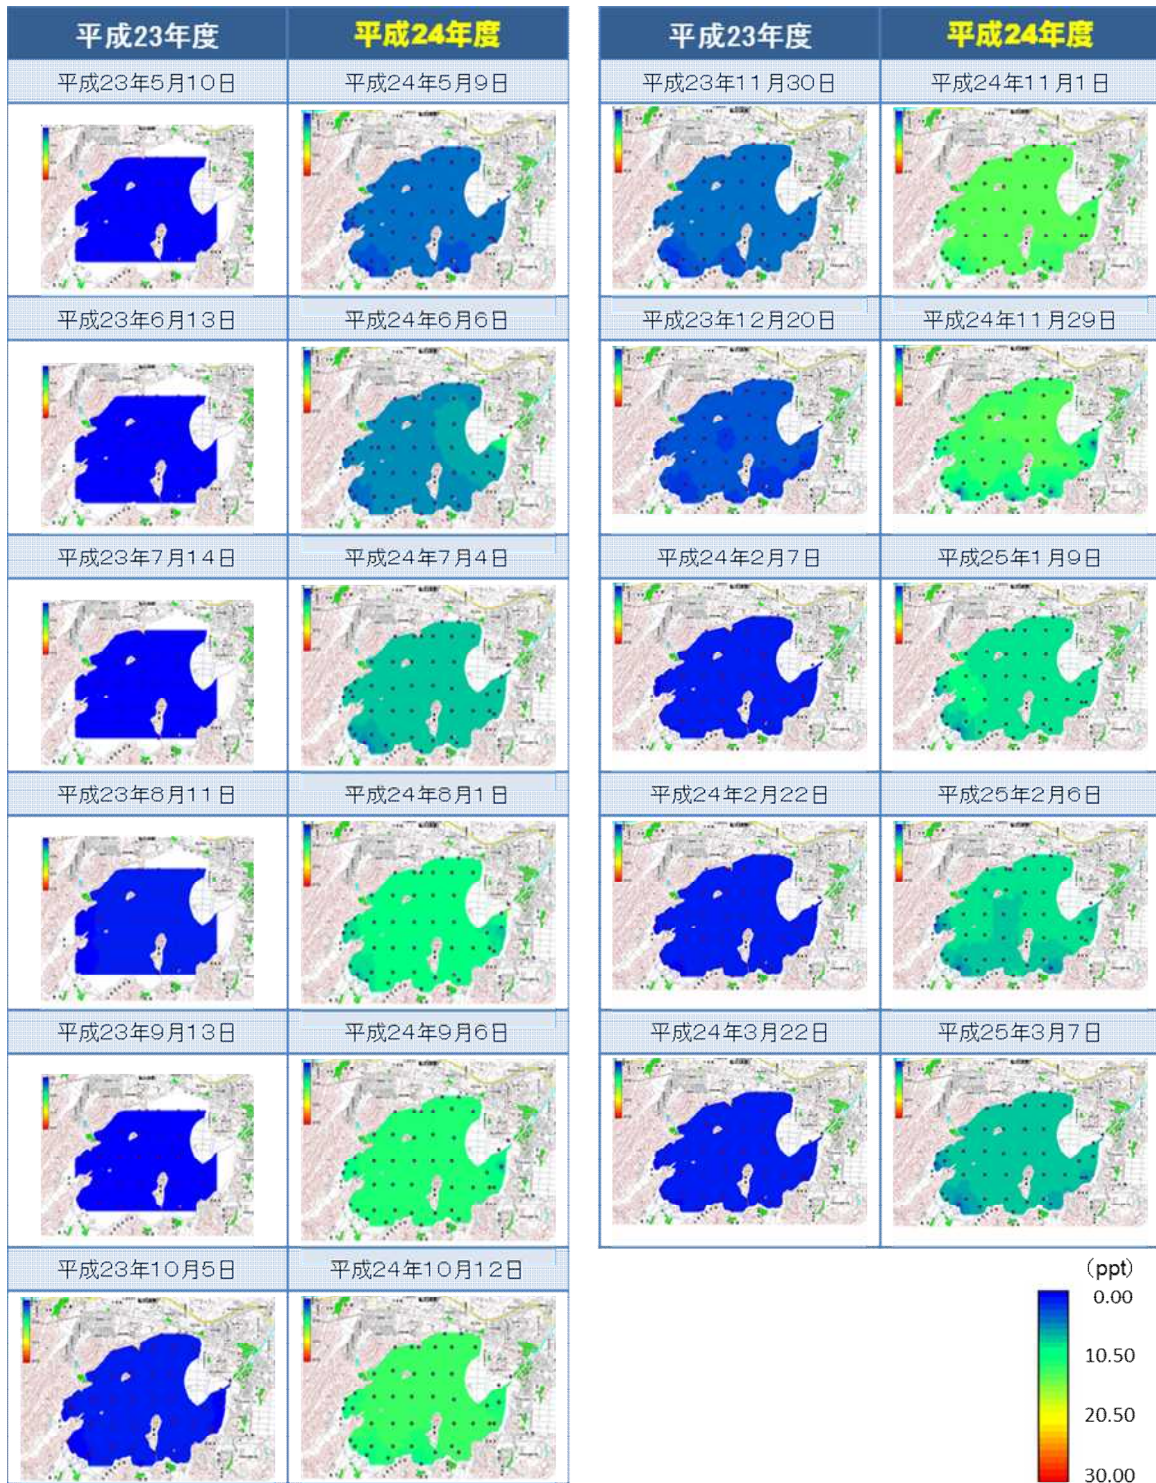 平成23年度 平成24年度
平成23年5月10日 平成24年5月9日
平成23年6月13日 平成24年6月6日
平成23年7月14日 平成24年7月4日
平成23年8月11日 平成24年8月1日
平成23年9月13日 平成24年9月6日
平成23年10月5日 平成24年10月12日
平成23年度 平成24年度
平成23年11月30日 平成24年11月1日
平成23年12月20日 平成24年11月29日
平成24年2月7日 平成25年1月9日
平成24年2月22日 平成25年2月6日
平成24年3月22日 平成25年3月7日
(ppt)
0.00
10.50
20.50
30.00